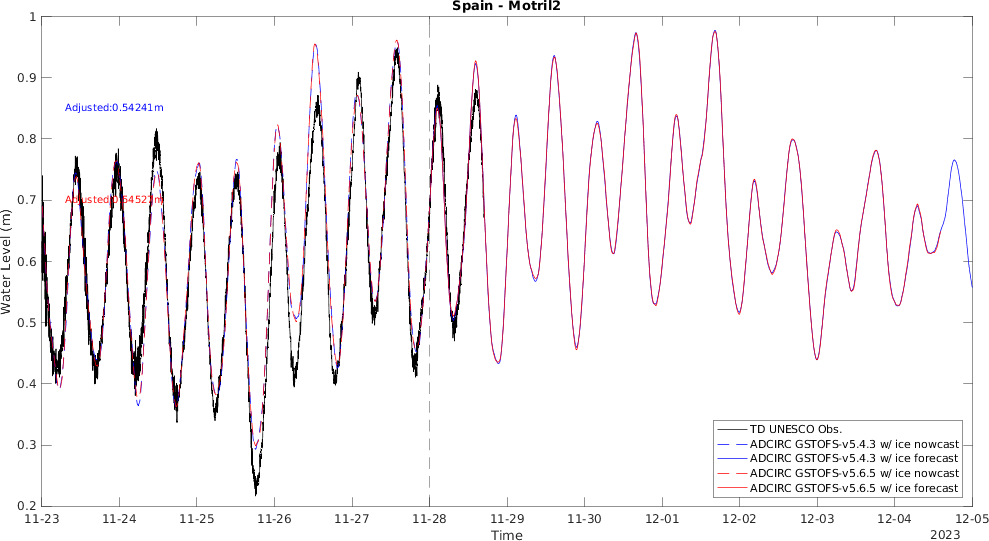 Spain - Motril2
Water Level (m)
1
0.9
0.8
0.7
0.6
0.5
0.4
0.3
0.2
Adjusted:0.54241m
TD UNESCO Obs.
ADCIRC GSTOFS-v5.4.3 w/ ice nowcast
ADCIRC GSTOFS-v5.4.3 w/ ice forecast
ADCIRC GSTOFS-v5.6.5 w/ ice nowcast
ADCIRC GSTOFS-v5.6.5 w/ ice forecast
11-23 11-24 11-25 11-26 11-27 11-28 11-29 11-30 12-01 12-02 12-03 12-04 12-05
Time
2023